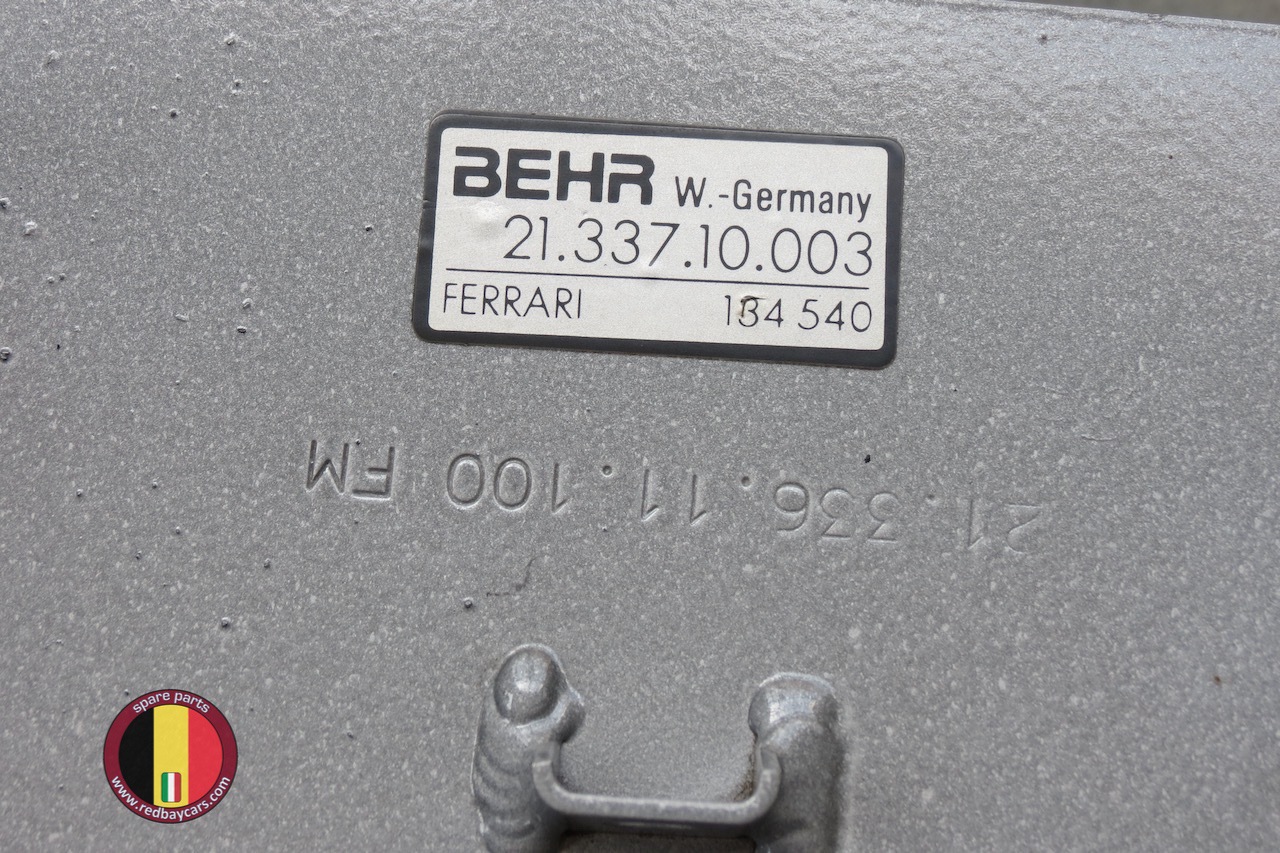 BEHR W.-Germany
21.337.10.003
FERRARI 134 540
21.336.11.100 FM
spare parts
www.redbaycars.com